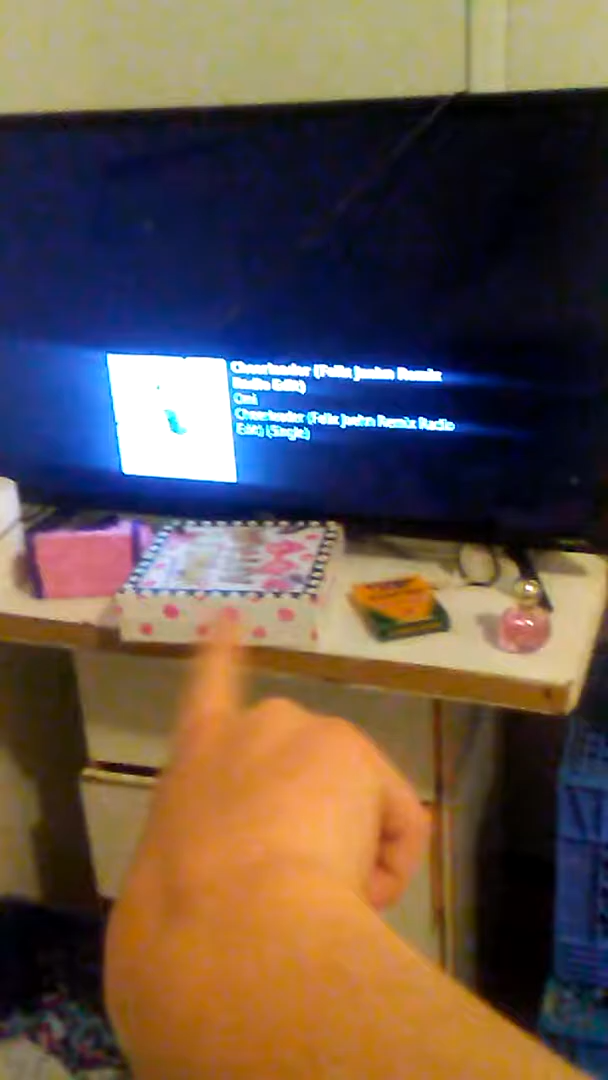 Cheerleader (Felix Jaehn Remix
Radio Edit)
Omi
Cheerleader (Felix Jaehn Remix Radio
Edit) (Single)